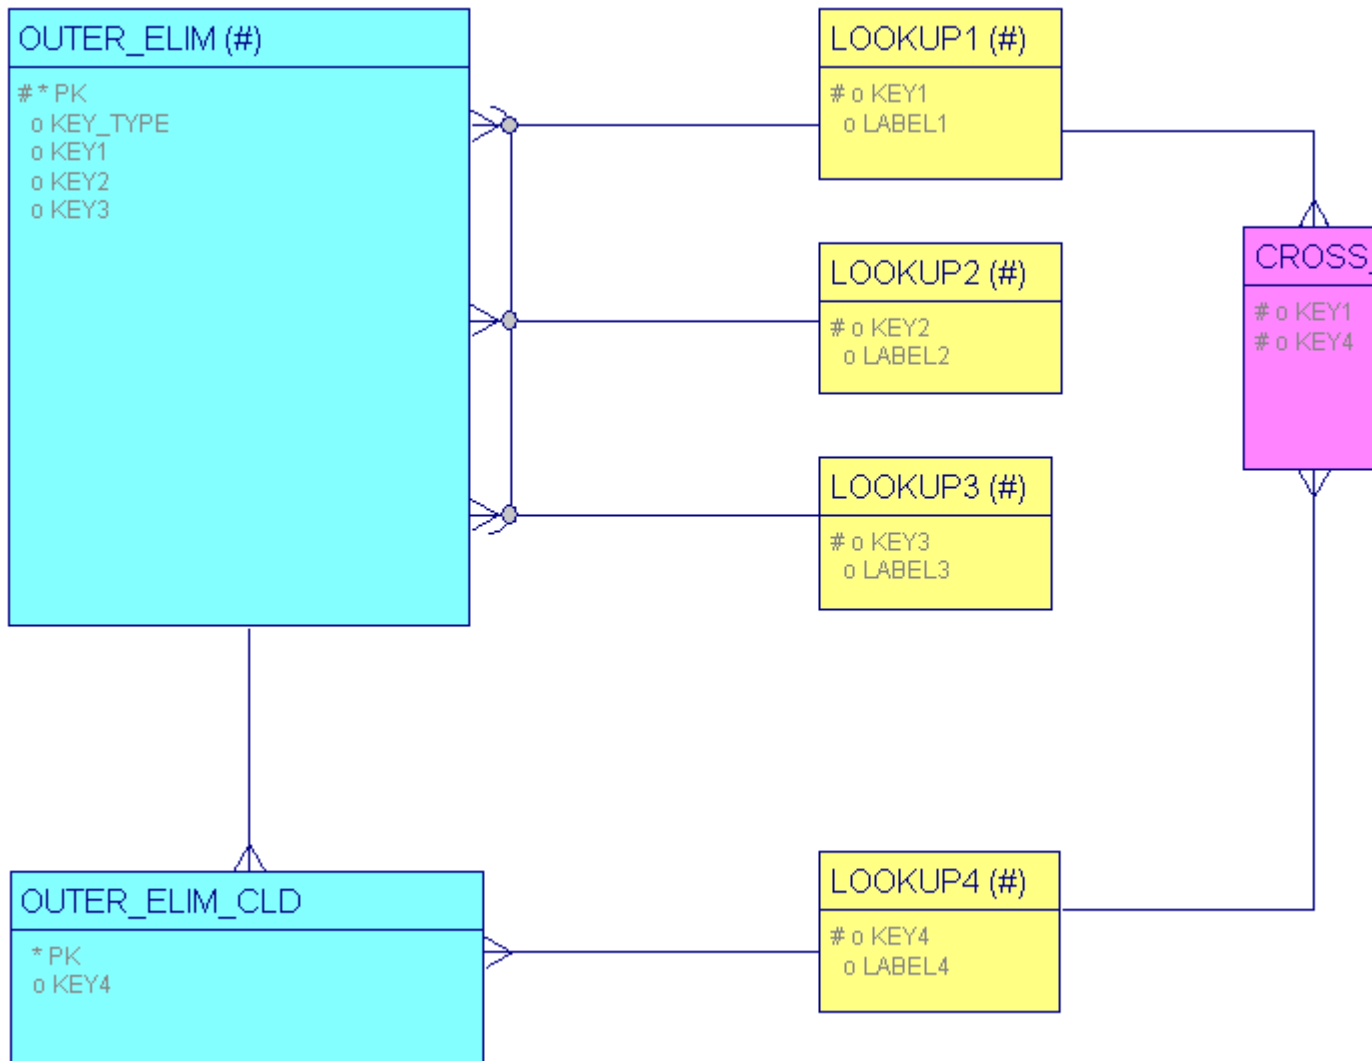 OUTER_ELIM (#)
# * PK
o KEY_TYPE
o KEY1
o KEY2
o KEY3
LOOKUP1 (#)
# o KEY1
o LABEL1
LOOKUP2 (#)
# o KEY2
o LABEL2
LOOKUP3 (#)
# o KEY3
o LABEL3
CROSS_
# o KEY1
# o KEY4
OUTER_ELIM_CLD
* PK
o KEY4
LOOKUP4 (#)
# o KEY4
o LABEL4